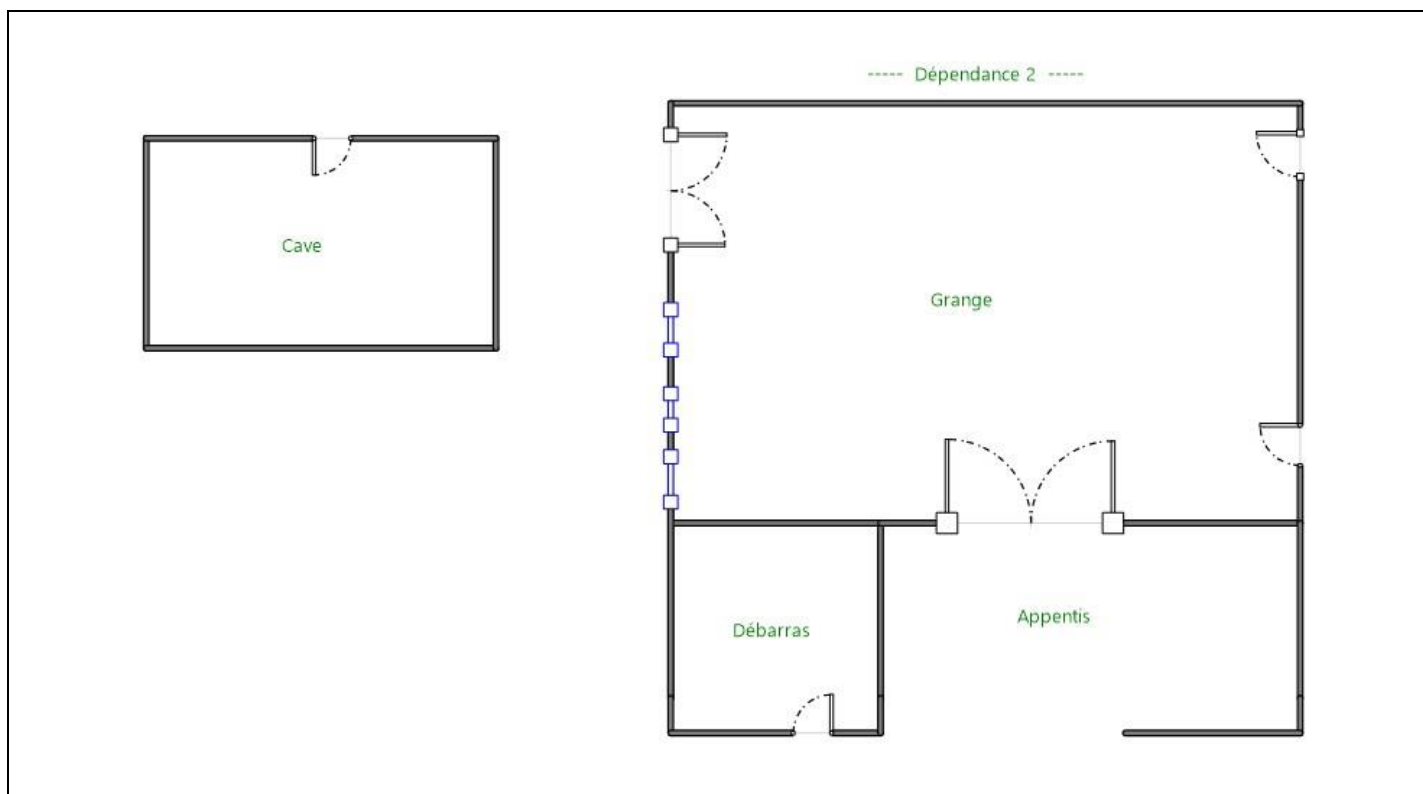 ----- Dépendance 2 -----
Cave
Grange
Appentis
Débarras